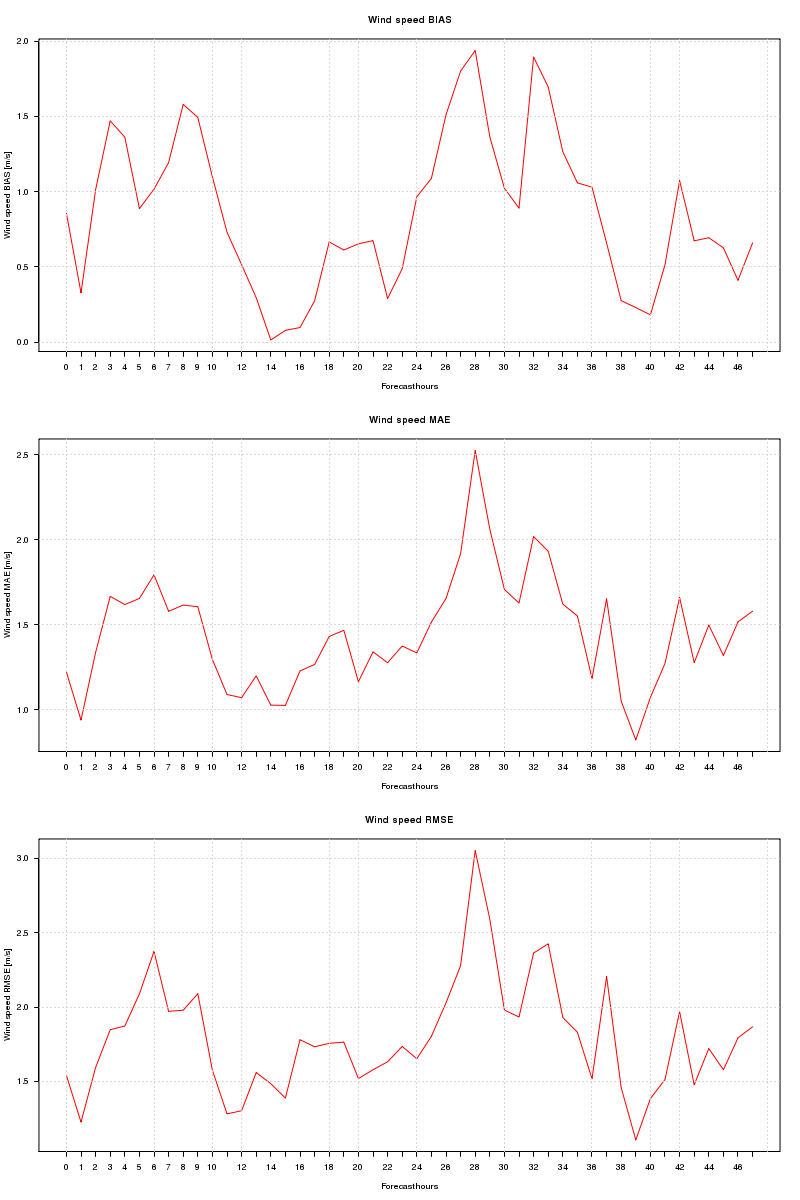 Wind speed BIAS
Wind speed BIAS [m/s]
2.0
1.5
1.0
0.5
0.0
0 1 2 3 4 5 6 7 8 9 10 12 14 16 18 20 22 24 26 28 30 32 34 36 38 40 42 44 46
Forecasthours
Wind speed MAE
Wind speed MAE [m/s]
2.5
2.0
1.5
1.0
0 1 2 3 4 5 6 7 8 9 10 12 14 16 18 20 22 24 26 28 30 32 34 36 38 40 42 44 46
Forecasthours
Wind speed RMSE
Wind speed RMSE [m/s]
3.0
2.5
2.0
1.5
0 1 2 3 4 5 6 7 8 9 10 12 14 16 18 20 22 24 26 28 30 32 34 36 38 40 42 44 46
Forecasthours